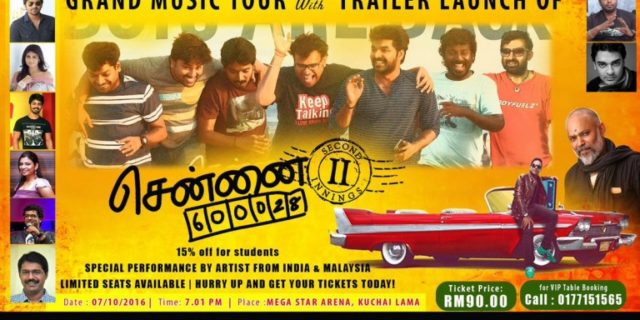 GRAND MUSIC TOUR With TRAILER LAUNCH OF
BOYS ARE BACK
Keep
Talking
சென்னை
SECOND
II
INNINGS
600028
15% off for students
SPECIAL PERFORMANCE BY ARTIST FROM INDIA & MALAYSIA
LIMITED SEATS AVAILABLE | HURRY UP AND GET YOUR TICKETS TODAY!
Date : 07/10/2016 | Time: 7.01 PM | Place : MEGA STAR ARENA, KUCHAI LAMA
Ticket Price:
RM90.00
for VIP Table Booking
Call : 0177151565